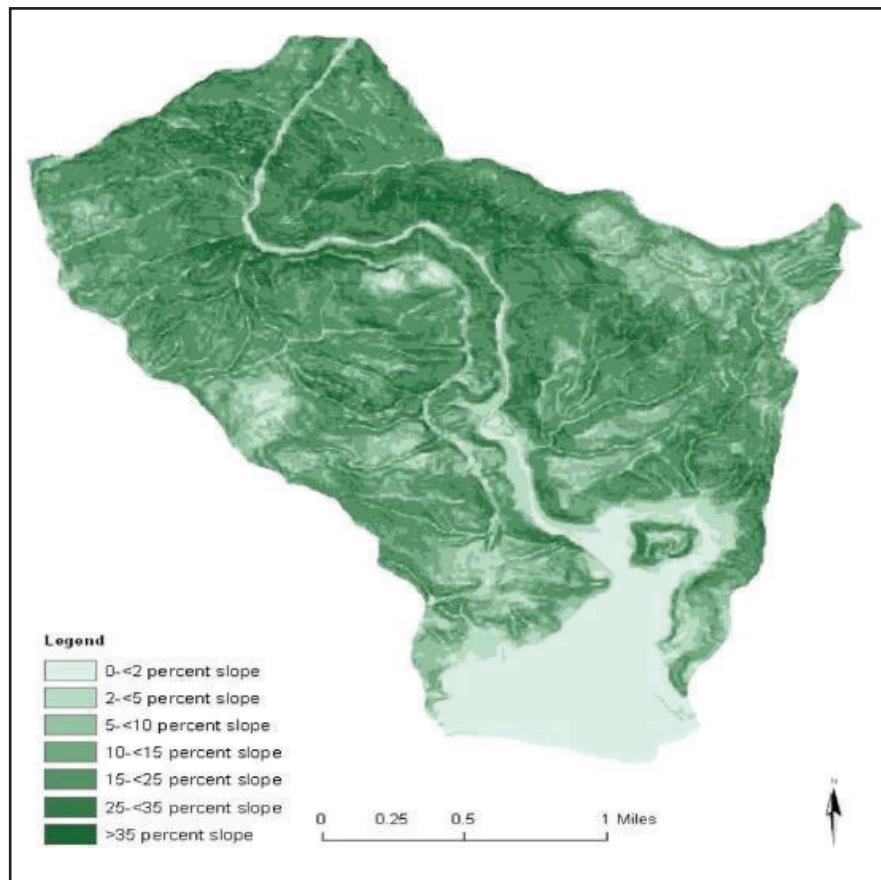 Legend
0-<2 percent slope
2-<5 percent slope
5-<10 percent slope
10-<15 percent slope
15-<25 percent slope
25-<35 percent slope
>35 percent slope
0 0.25 0.5 1 Miles
N